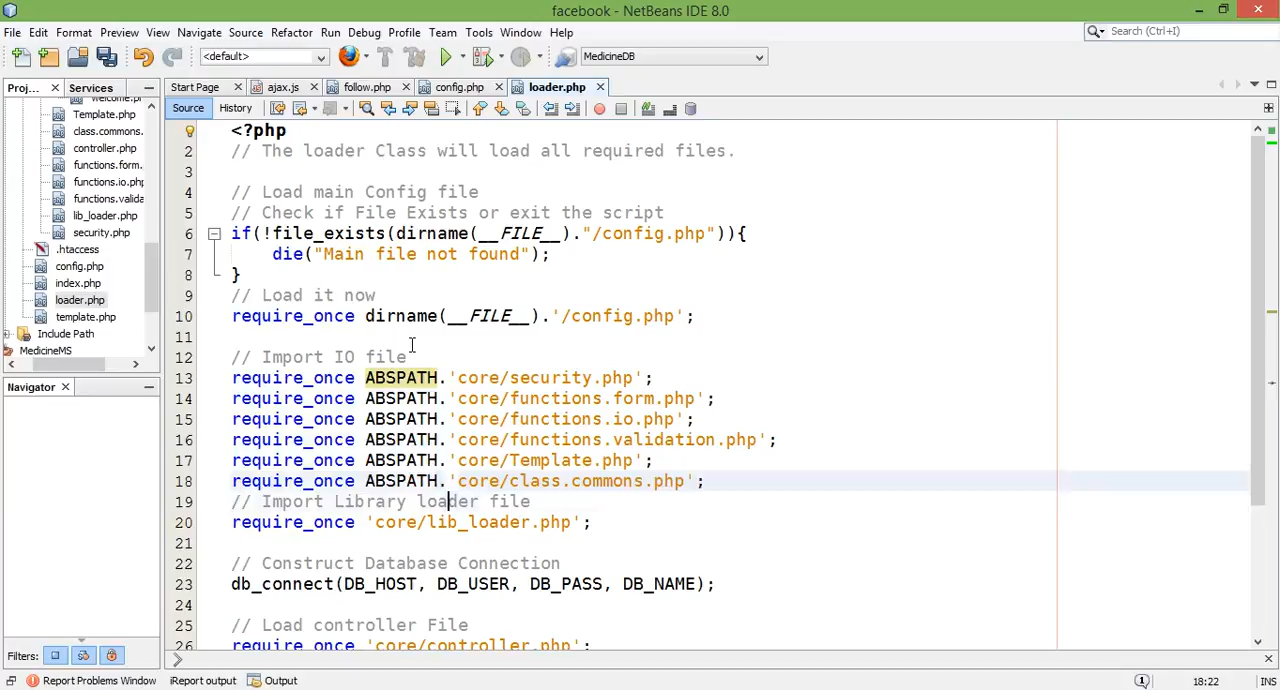 facebook - NetBeans IDE 8.0
File Edit Format Preview View Navigate Source Refactor Run Debug Profile Team Tools Window Help
Search (Ctrl+I)
<default>
MedicineDB
Proj... Services
Start Page ajax.js follow.php config.php loader.php
Source History
welcome.p
Template.php
class.commons.
controller.php
functions.form.
functions.io.php
functions.valida
lib_loader.php
security.php
.htaccess
config.php
index.php
loader.php
template.php
Include Path
MedicineMS
Navigator
Filters:
<?php
2 // The loader Class will load all required files.
3
4 // Load main Config file
5 // Check if File Exists or exit the script
6 if(!file_exists(dirname(__FILE__)."/config.php")){
7 die("Main file not found");
8 }
9 // Load it now
10 require_once dirname(__FILE__).'/config.php';
11
12 // Import IO file
13 require_once ABSPATH.'core/security.php';
14 require_once ABSPATH.'core/functions.form.php';
15 require_once ABSPATH.'core/functions.io.php';
16 require_once ABSPATH.'core/functions.validation.php';
17 require_once ABSPATH.'core/Template.php';
18 require_once ABSPATH.'core/class.commons.php';
19 // Import Library loader file
20 require_once 'core/lib_loader.php';
21
22 // Construct Database Connection
23 db_connect(DB_HOST, DB_USER, DB_PASS, DB_NAME);
24
25 // Load controller File
26 require_once 'core/controller.php';
Report Problems Window iReport output Output
1
18:22 INS